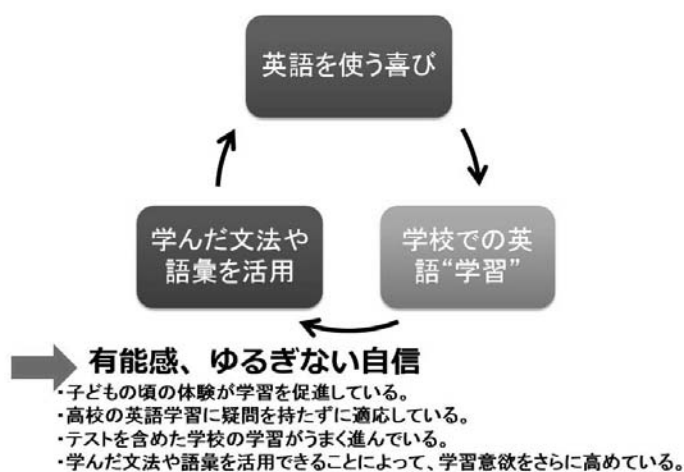 英語を使う喜び
学んだ文法や
語彙を活用
学校での英
語“学習”
有能感、ゆるぎない自信
・子どもの頃の体験が学習を促進している。
・高校の英語学習に疑問を持たずに適応している。
・テストを含めた学校の学習がうまく進んでいる。
・学んだ文法や語彙を活用できることによって、学習意欲をさらに高めている。